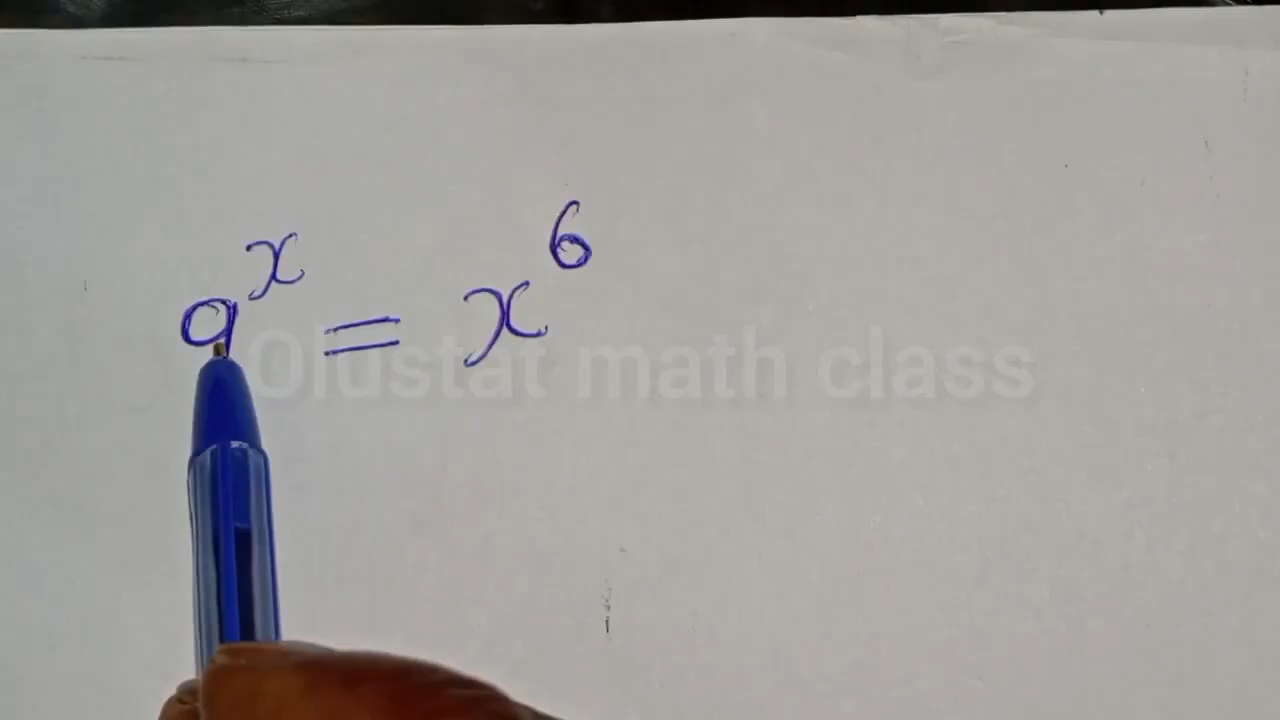 9^x = x^6
Olustat math class